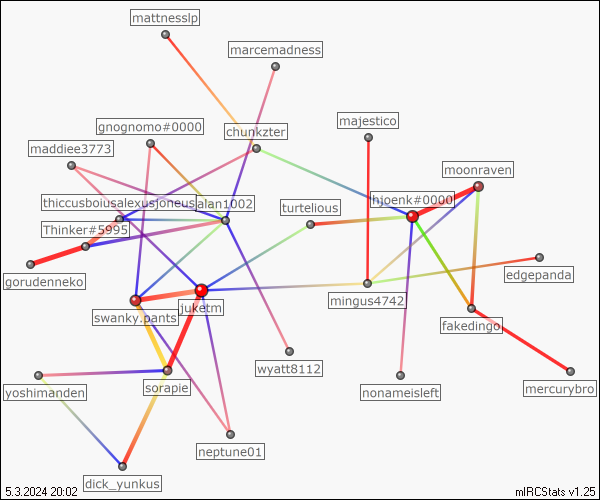 mattnesslp
marcemadness
majestico
gnognomo#0000
chunkzter
maddiee3773
moonraven
hjoenk#0000
thiccusboiusalexusjoneus
alan1002
turtelious
Thinker#5995
gorudenneko
edgepanda
mingus4742
juketm
swanky.pants
fakedingo
wyatt8112
yoshimanden
sorapie
nonameisleft
mercurybro
neptune01
dick_yunkus
5.3.2024 20:02
mIRCStats v1.25